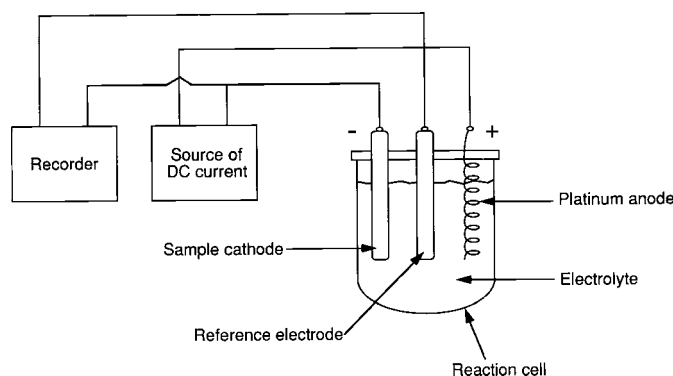 Recorder
Source of
DC current
-
+
Platinum anode
Sample cathode
Electrolyte
Reference electrode
Reaction cell